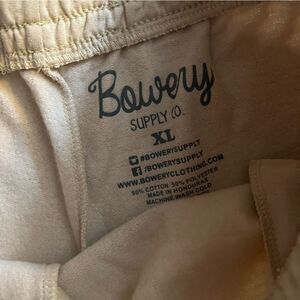 Bowery
SUPPLY CO.
XL
#BOWERYSUPPLY
/BOWERYSUPPLY
WWW.BOWERYCLOTHING.COM
50% COTTON 50% POLYESTER
MADE IN HONDURAS
MACHINE WASH COLD